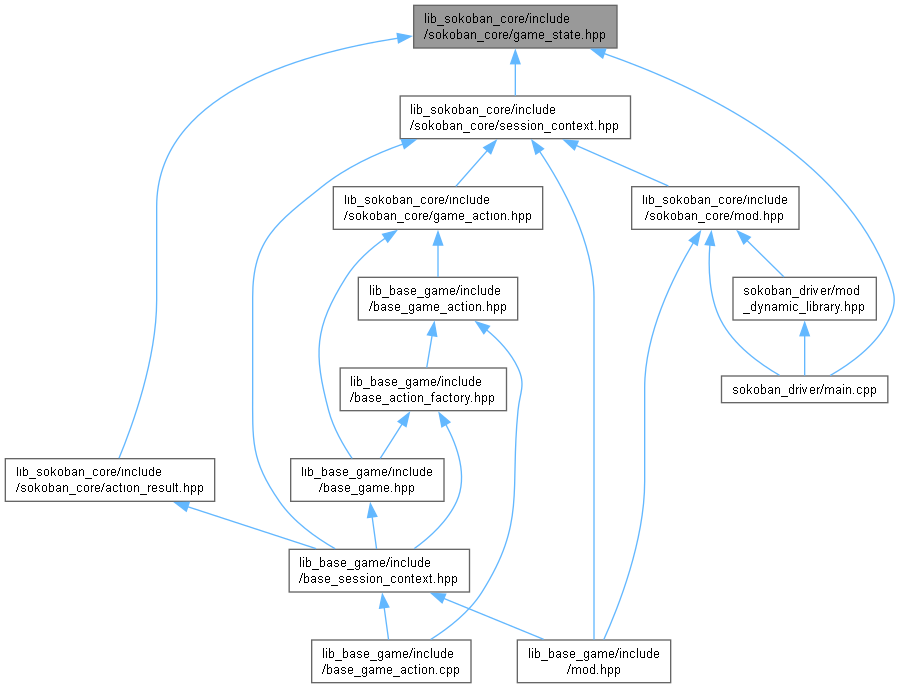 lib_sokoban_core/include
/sokoban_core/game_state.hpp
lib_sokoban_core/include
/sokoban_core/session_context.hpp
lib_sokoban_core/include
/sokoban_core/game_action.hpp
lib_sokoban_core/include
/sokoban_core/mod.hpp
lib_base_game/include
/base_game_action.hpp
sokoban_driver/mod
_dynamic_library.hpp
lib_base_game/include
/base_action_factory.hpp
sokoban_driver/main.cpp
lib_sokoban_core/include
/sokoban_core/action_result.hpp
lib_base_game/include
/base_game.hpp
lib_base_game/include
/base_session_context.hpp
lib_base_game/include
/base_game_action.cpp
lib_base_game/include
/mod.hpp